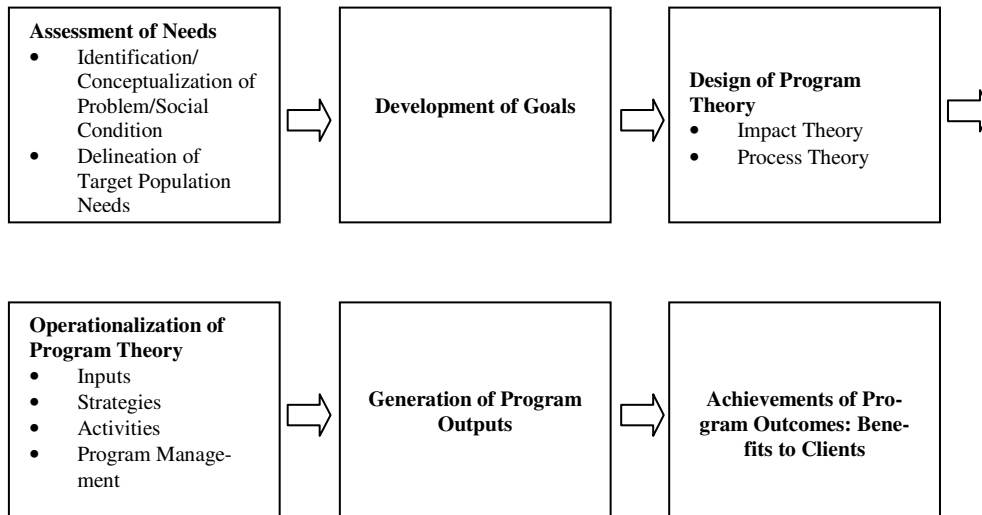 Assessment of Needs
• Identification/
Conceptualization of
Problem/Social
Condition
• Delineation of
Target Population
Needs
Development of Goals
Design of Program
Theory
• Impact Theory
• Process Theory
Operationalization of
Program Theory
• Inputs
• Strategies
• Activities
• Program Manage-
ment
Generation of Program
Outputs
Achievements of Pro-
gram Outcomes: Bene-
fits to Clients